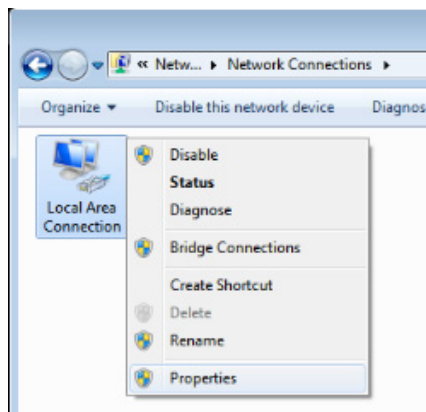 « Netw... ▸ Network Connections ▸
Organize ▾ Disable this network device Diagnos
Local Area
Connection
Disable
Status
Diagnose
Bridge Connections
Create Shortcut
Delete
Rename
Properties